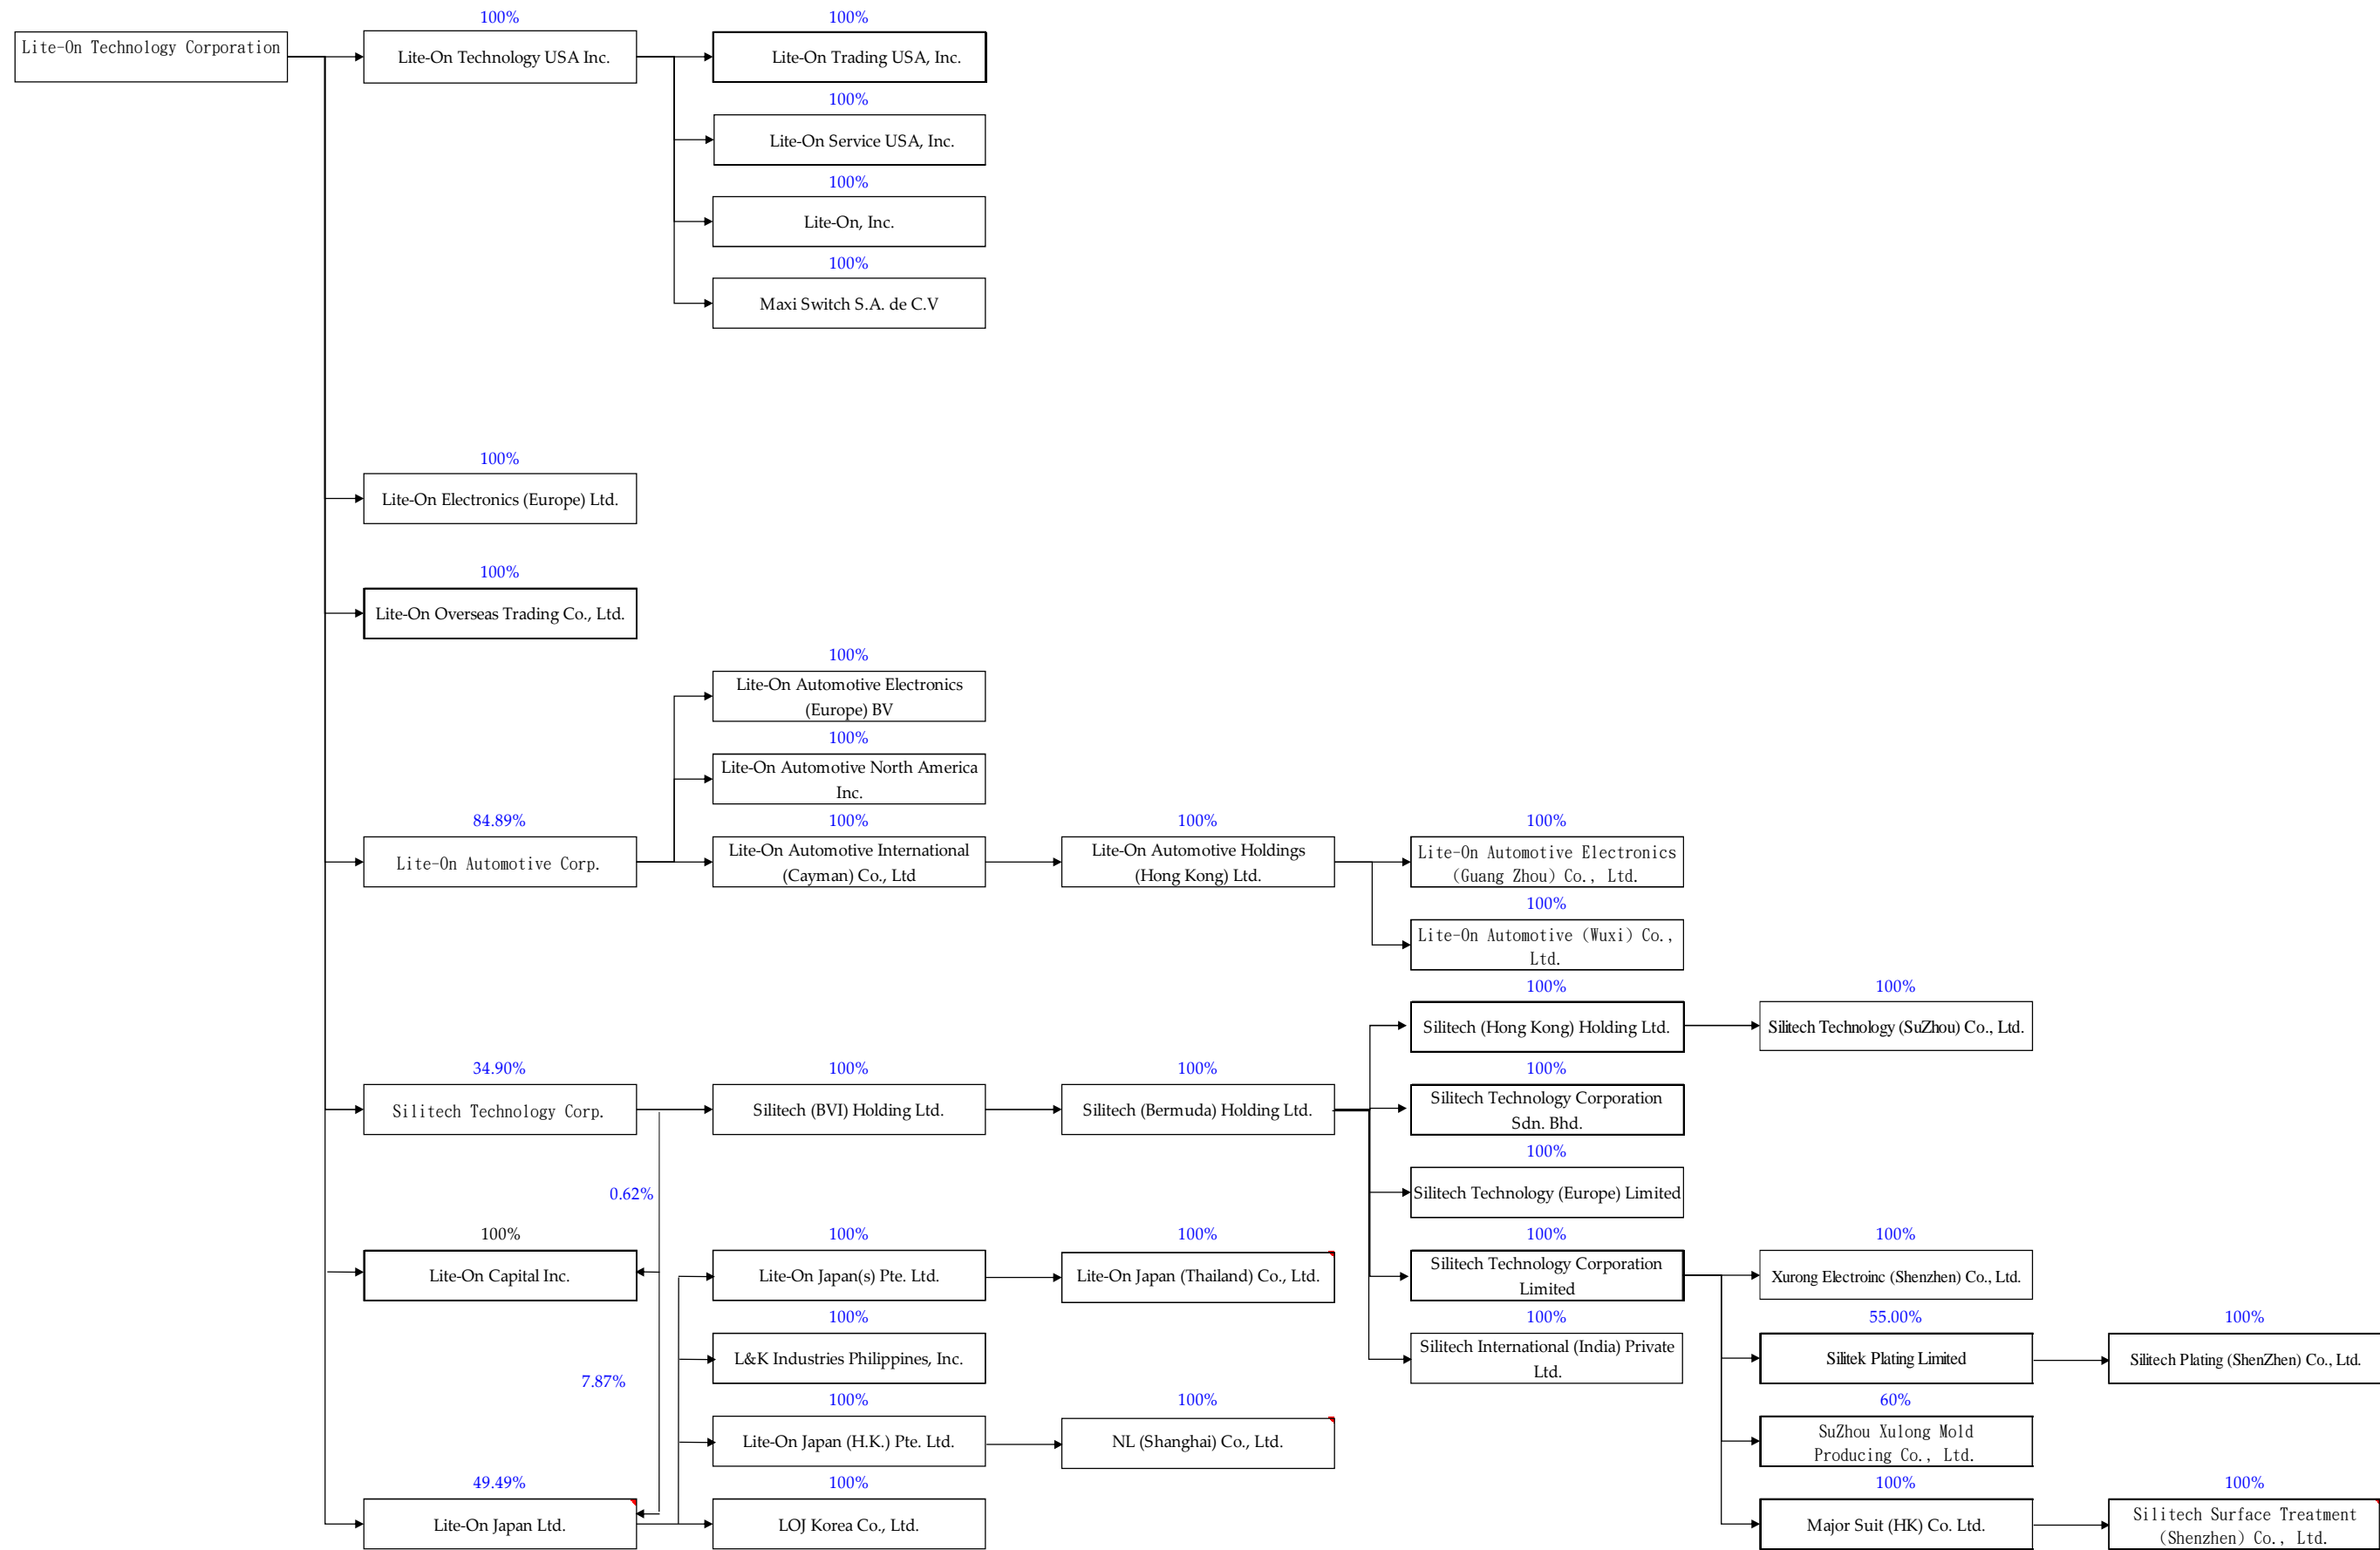 100%
100%
Lite-On Technology Corporation
Lite-On Technology USA Inc.
Lite-On Trading USA, Inc.
100%
Lite-On Service USA, Inc.
100%
Lite-On, Inc.
100%
Maxi Switch S.A. de C.V
100%
Lite-On Electronics (Europe) Ltd.
100%
Lite-On Overseas Trading Co., Ltd.
100%
Lite-On Automotive Electronics
(Europe) BV
100%
Lite-On Automotive North America
Inc.
84.89%
100%
100%
100%
Lite-On Automotive Corp.
Lite-On Automotive International
(Cayman) Co., Ltd
Lite-On Automotive Holdings
(Hong Kong) Ltd.
Lite-On Automotive Electronics
(Guang Zhou) Co., Ltd.
100%
Lite-On Automotive (Wuxi) Co.,
Ltd.
100%
100%
Silitech (Hong Kong) Holding Ltd.
Silitech Technology (SuZhou) Co., Ltd.
34.90%
100%
100%
100%
Silitech Technology Corp.
Silitech (BVI) Holding Ltd.
Silitech (Bermuda) Holding Ltd.
Silitech Technology Corporation
Sdn. Bhd.
100%
0.62%
Silitech Technology (Europe) Limited
100%
100%
100%
100%
100%
Lite-On Capital Inc.
Lite-On Japan(s) Pte. Ltd.
Lite-On Japan (Thailand) Co., Ltd.
Silitech Technology Corporation
Limited
Xurong Electroinc (Shenzhen) Co., Ltd.
100%
100%
55.00%
100%
L&K Industries Philippines, Inc.
Silitech International (India) Private
Ltd.
Silitek Plating Limited
Silitech Plating (ShenZhen) Co., Ltd.
7.87%
100%
100%
60%
Lite-On Japan (H.K.) Pte. Ltd.
NL (Shanghai) Co., Ltd.
SuZhou Xulong Mold
Producing Co., Ltd.
49.49%
100%
100%
100%
Lite-On Japan Ltd.
LOJ Korea Co., Ltd.
Major Suit (HK) Co. Ltd.
Silitech Surface Treatment
(Shenzhen) Co., Ltd.